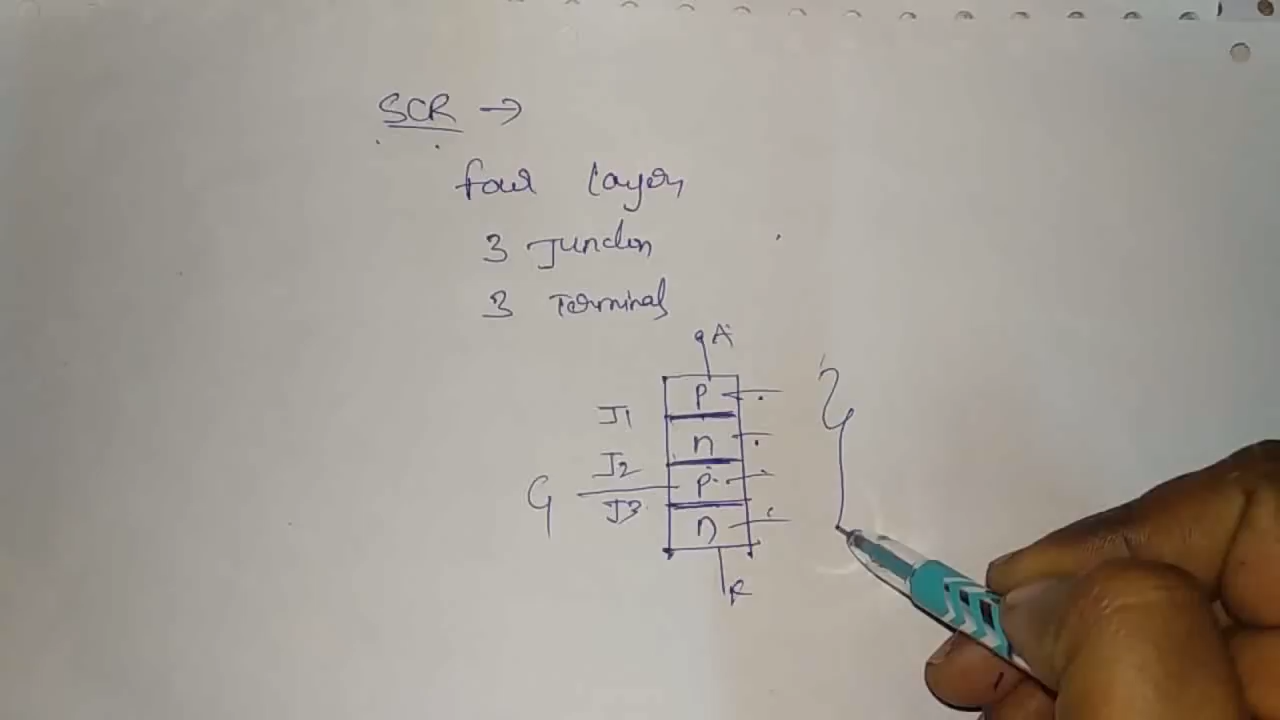 SCR →
four layer
3 Junction
3 Terminal
A
P
J1
n
J2
P
G
J3
n
K